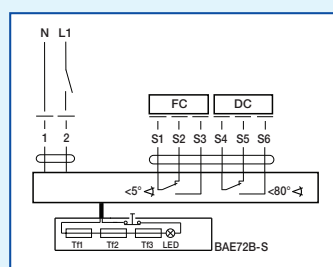 N L1
FC DC
1 2 S1 S2 S3 S4 S5 S6
<5° <80°
Tf1 Tf2 Tf3 LED BAE72B-S